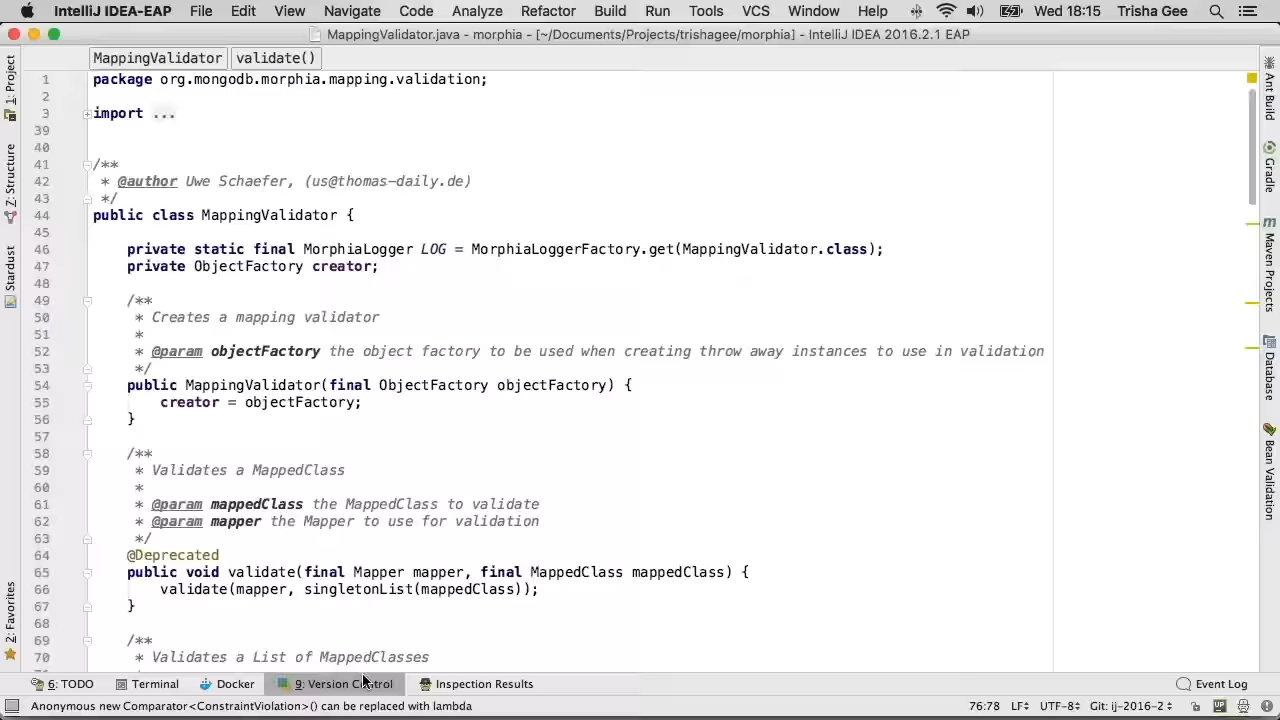 IntelliJ IDEA-EAP File Edit View Navigate Code Analyze Refactor Build Run Tools VCS Window Help Wed 18:15 Trisha Gee
MappingValidator.java - morphia - [~/Documents/Projects/trishagee/morphia] - IntelliJ IDEA 2016.2.1 EAP
MappingValidator validate()
1: Project
Z: Structure
Stardust
2: Favorites
1 package org.mongodb.morphia.mapping.validation;
2
3 import ...
39
40
41 /**
42 * @author Uwe Schaefer, (us@thomas-daily.de)
43 */
44 public class MappingValidator {
45
46 private static final MorphiaLogger LOG = MorphiaLoggerFactory.get(MappingValidator.class);
47 private ObjectFactory creator;
48
49 /**
50 * Creates a mapping validator
51 *
52 * @param objectFactory the object factory to be used when creating throw away instances to use in validation
53 */
54 public MappingValidator(final ObjectFactory objectFactory) {
55 creator = objectFactory;
56 }
57
58 /**
59 * Validates a MappedClass
60 *
61 * @param mappedClass the MappedClass to validate
62 * @param mapper the Mapper to use for validation
63 */
64 @Deprecated
65 public void validate(final Mapper mapper, final MappedClass mappedClass) {
66 validate(mapper, singletonList(mappedClass));
67 }
68
69 /**
70 * Validates a List of MappedClasses
Ant Build
Gradle
Maven Projects
Database
Bean Validation
6: TODO Terminal Docker 9: Version Control Inspection Results Event Log
Anonymous new Comparator<ConstraintViolation>() can be replaced with lambda 76:78 LF÷ UTF-8÷ Git: ij-2016-2÷